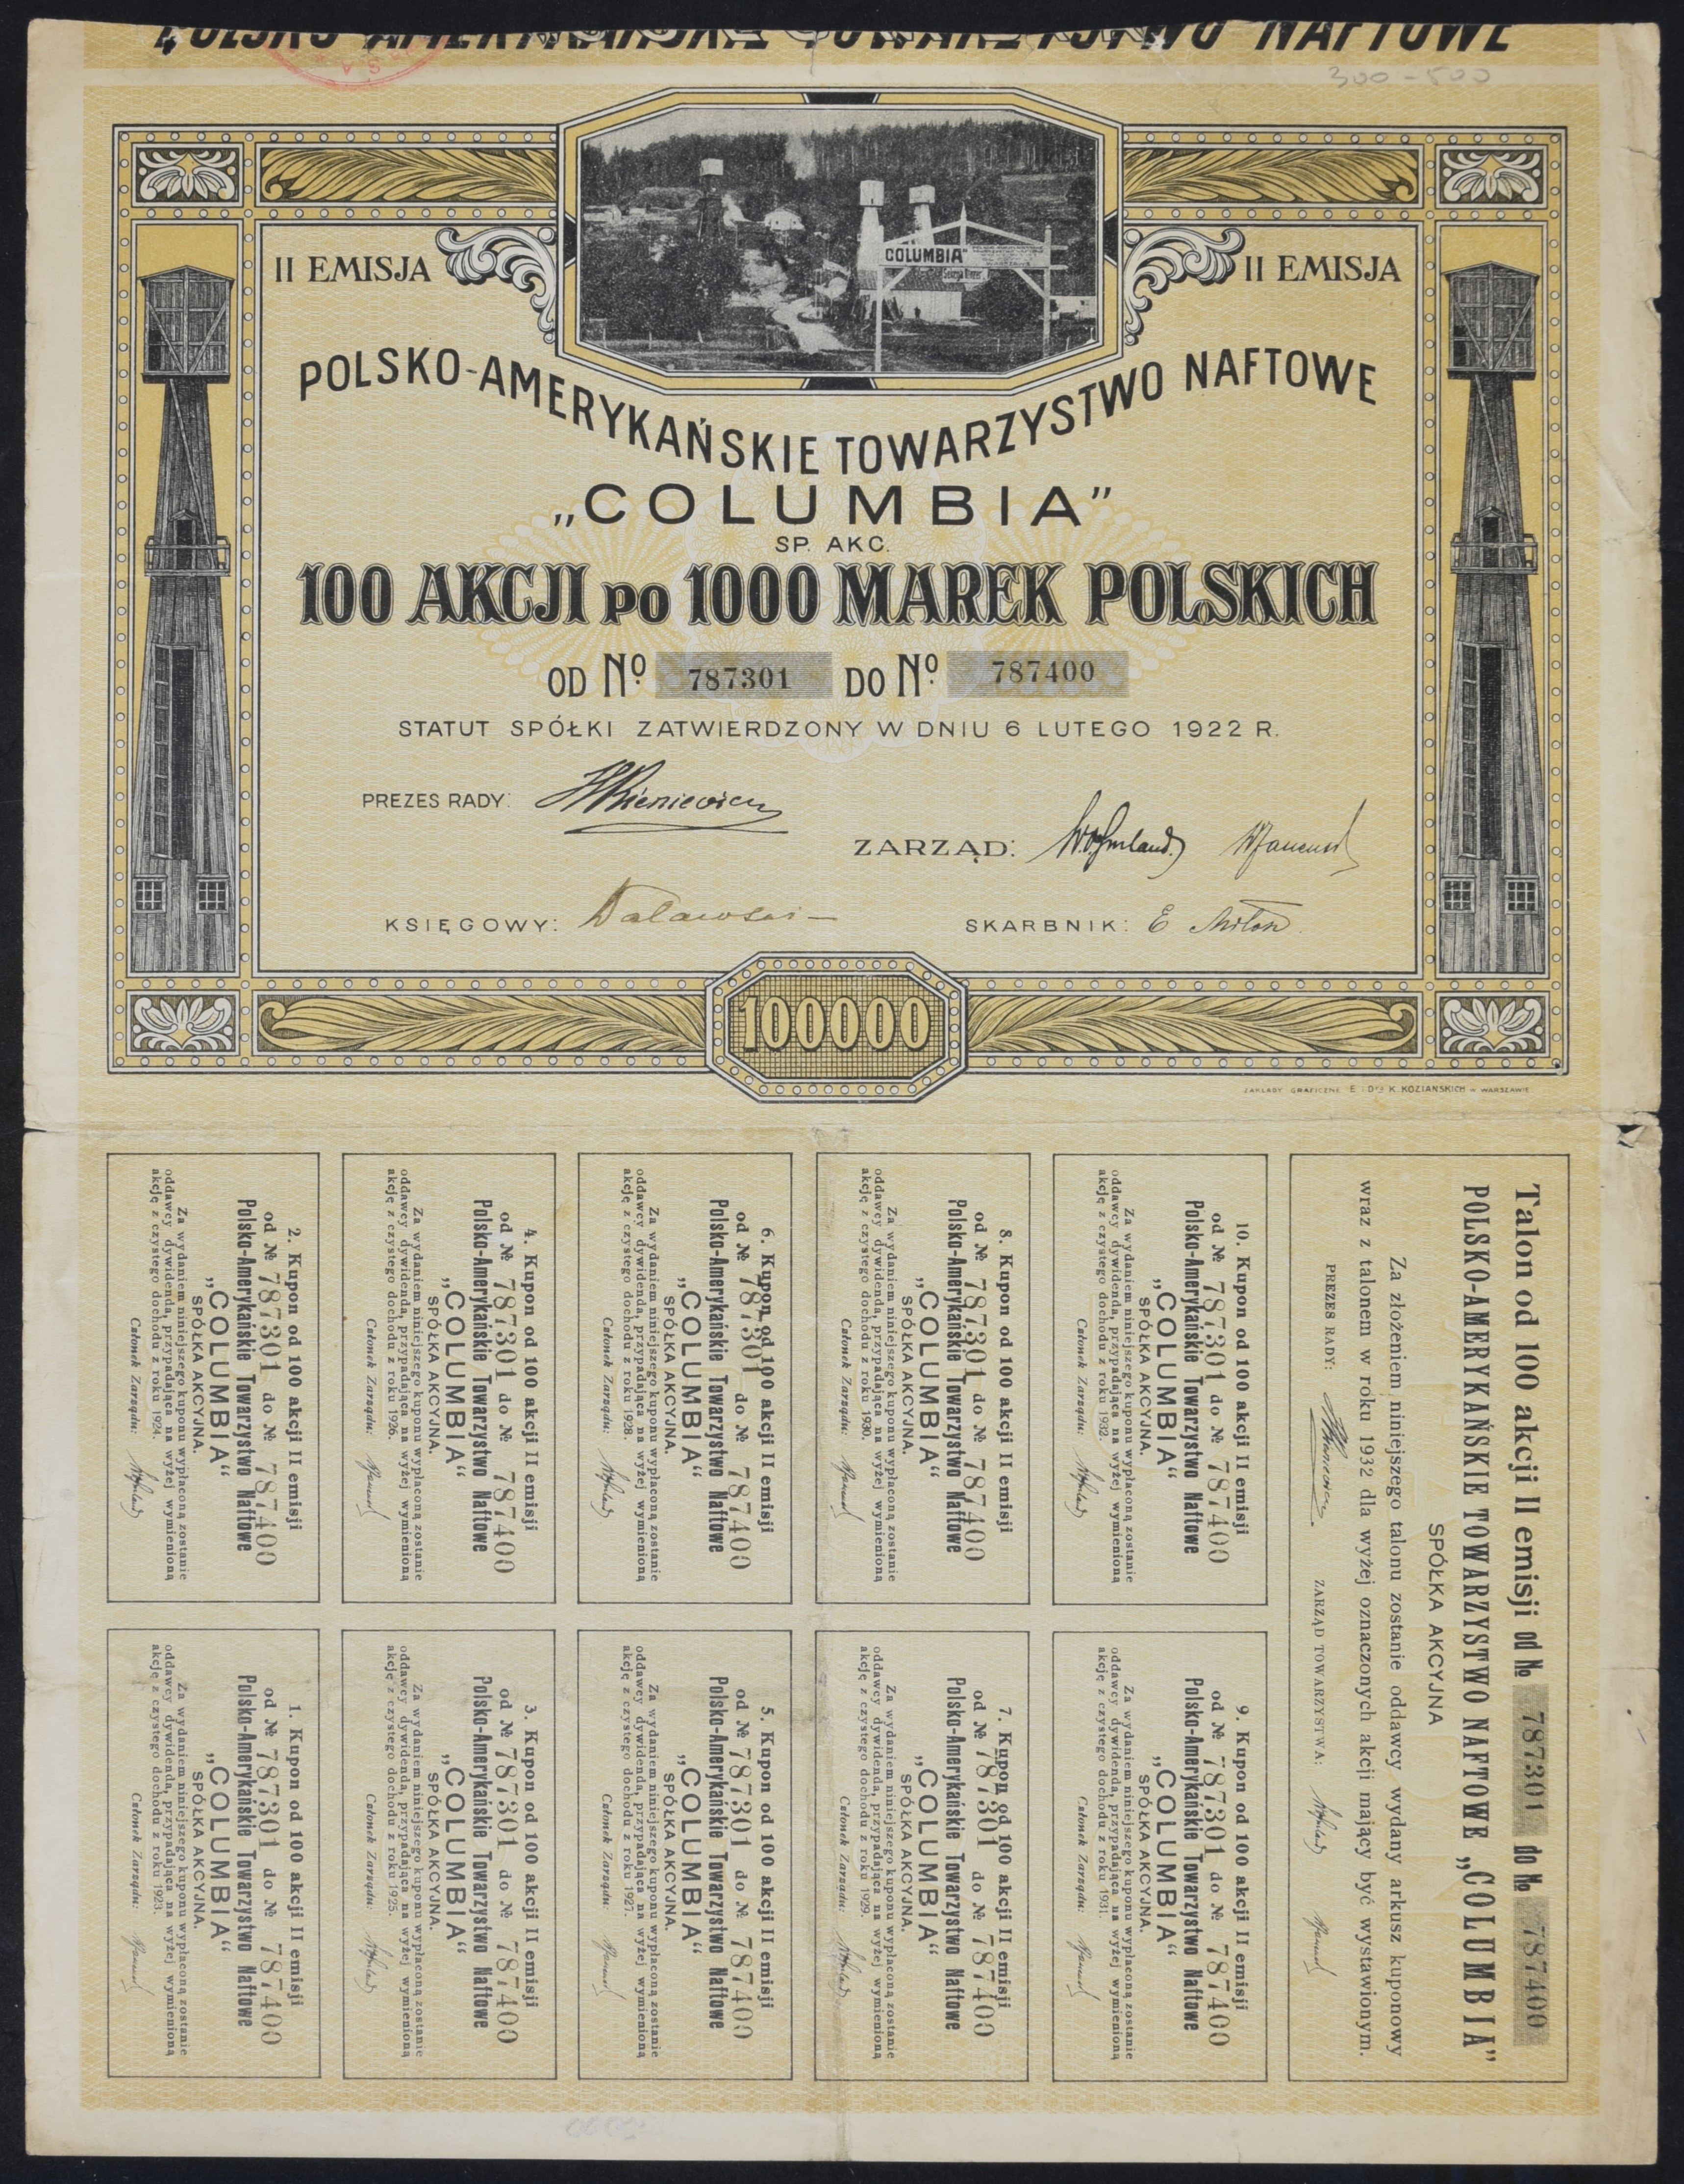 POLSKO-AMERYKAŃSKIE TOWARZYSTWO NAFTOWE
300-500
COLUMBIA
II EMISJA
II EMISJA
POLSKO-AMERYKAŃSKIE TOWARZYSTWO NAFTOWE
„COLUMBIA”
SP. AKC.
100 AKCJI po 1000 MAREK POLSKICH
OD Nº 787301 DO Nº 787400
STATUT SPÓŁKI ZATWIERDZONY W DNIU 6 LUTEGO 1922 R.
PREZES RADY:
ZARZĄD:
KSIĘGOWY:
SKARBNIK:
100000
ZAKŁADY GRAFICZNE E. i Drа K. KOZIAŃSKICH w WARSZAWIE
Talon od 100 akcji II emisji od № 787301 do № 787400
POLSKO-AMERYKAŃSKIE TOWARZYSTWO NAFTOWE „COLUMBIA”
SPÓŁKA AKCYJNA
Za złożeniem niniejszego talonu zostanie oddawcy wydany arkusz kuponowy
wraz z talonem w roku 1932 dla wyżej oznaczonych akcji mający być wystawionym.
PREZES RADY: ZARZĄD TOWARZYSTWA:
10. Kupon od 100 akcji II emisji
od № 787301 do № 787400
Polsko-Amerykańskie Towarzystwo Naftowe
„COLUMBIA“
SPÓŁKA AKCYJNA.
Za wydaniem niniejszego kuponu wypłaconą zostanie
oddawcy dywidenda, przypadająca na wyżej wymienioną
akcję z czystego dochodu z roku 1932.
Członek Zarządu:
9. Kupon od 100 akcji II emisji
od № 787301 do № 787400
Polsko-Amerykańskie Towarzystwo Naftowe
„COLUMBIA“
SPÓŁKA AKCYJNA.
Za wydaniem niniejszego kuponu wypłaconą zostanie
oddawcy dywidenda, przypadająca na wyżej wymienioną
akcję z czystego dochodu z roku 1931.
Członek Zarządu:
8. Kupon od 100 akcji II emisji
od № 787301 do № 787400
Polsko-Amerykańskie Towarzystwo Naftowe
„COLUMBIA“
SPÓŁKA AKCYJNA.
Za wydaniem niniejszego kuponu wypłaconą zostanie
oddawcy dywidenda, przypadająca na wyżej wymienioną
akcję z czystego dochodu z roku 1930.
Członek Zarządu:
7. Kupon od 100 akcji II emisji
od № 787301 do № 787400
Polsko-Amerykańskie Towarzystwo Naftowe
„COLUMBIA“
SPÓŁKA AKCYJNA.
Za wydaniem niniejszego kuponu wypłaconą zostanie
oddawcy dywidenda, przypadająca na wyżej wymienioną
akcję z czystego dochodu z roku 1929.
Członek Zarządu:
6. Kupon od 100 akcji II emisji
od № 787301 do № 787400
Polsko-Amerykańskie Towarzystwo Naftowe
„COLUMBIA“
SPÓŁKA AKCYJNA.
Za wydaniem niniejszego kuponu wypłaconą zostanie
oddawcy dywidenda, przypadająca na wyżej wymienioną
akcję z czystego dochodu z roku 1928.
Członek Zarządu:
5. Kupon od 100 akcji II emisji
od № 787301 do № 787400
Polsko-Amerykańskie Towarzystwo Naftowe
„COLUMBIA“
SPÓŁKA AKCYJNA.
Za wydaniem niniejszego kuponu wypłaconą zostanie
oddawcy dywidenda, przypadająca na wyżej wymienioną
akcję z czystego dochodu z roku 1927.
Członek Zarządu:
4. Kupon od 100 akcji II emisji
od № 787301 do № 787400
Polsko-Amerykańskie Towarzystwo Naftowe
„COLUMBIA“
SPÓŁKA AKCYJNA.
Za wydaniem niniejszego kuponu wypłaconą zostanie
oddawcy dywidenda, przypadająca na wyżej wymienioną
akcję z czystego dochodu z roku 1926.
Członek Zarządu:
3. Kupon od 100 akcji II emisji
od № 787301 do № 787400
Polsko-Amerykańskie Towarzystwo Naftowe
„COLUMBIA“
SPÓŁKA AKCYJNA.
Za wydaniem niniejszego kuponu wypłaconą zostanie
oddawcy dywidenda, przypadająca na wyżej wymienioną
akcję z czystego dochodu z roku 1925.
Członek Zarządu:
2. Kupon od 100 akcji II emisji
od № 787301 do № 787400
Polsko-Amerykańskie Towarzystwo Naftowe
„COLUMBIA“
SPÓŁKA AKCYJNA.
Za wydaniem niniejszego kuponu wypłaconą zostanie
oddawcy dywidenda, przypadająca na wyżej wymienioną
akcję z czystego dochodu z roku 1924.
Członek Zarządu:
1. Kupon od 100 akcji II emisji
od № 787301 do № 787400
Polsko-Amerykańskie Towarzystwo Naftowe
„COLUMBIA“
SPÓŁKA AKCYJNA.
Za wydaniem niniejszego kuponu wypłaconą zostanie
oddawcy dywidenda, przypadająca na wyżej wymienioną
akcję z czystego dochodu z roku 1923.
Członek Zarządu: